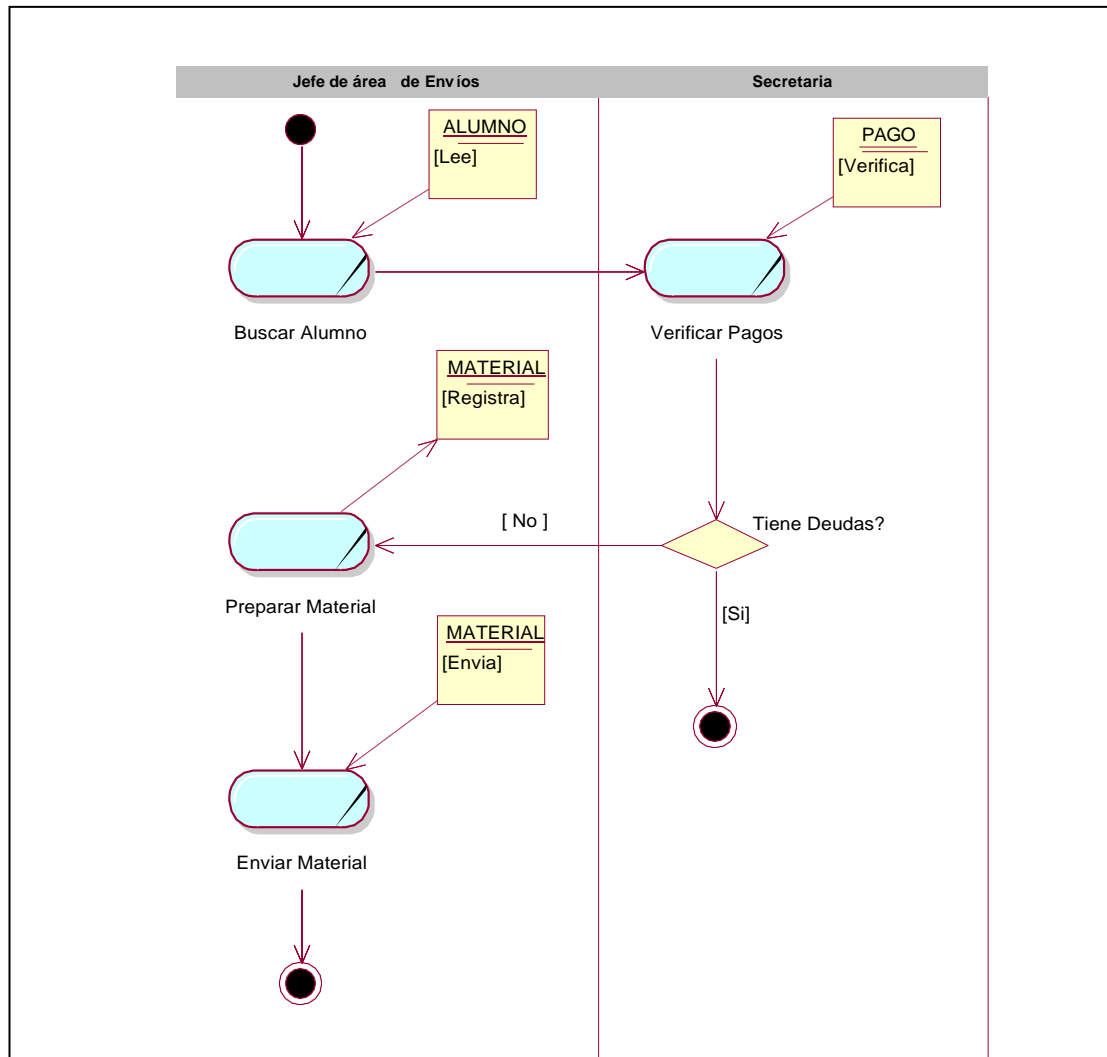 Jefe de área de Envíos
Secretaria
ALUMNO
[Lee]
PAGO
[Verifica]
Buscar Alumno
Verificar Pagos
MATERIAL
[Registra]
[ No ]
Tiene Deudas?
Preparar Material
[Si]
MATERIAL
[Envia]
Enviar Material